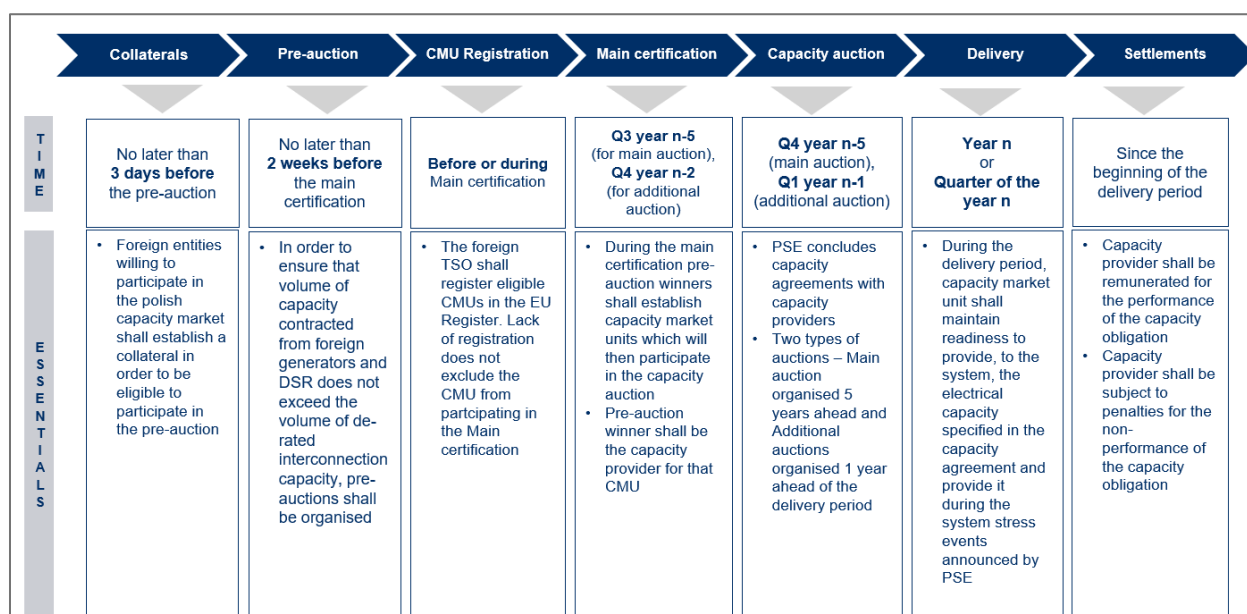 Collaterals
Pre-auction
CMU Registration
Main certification
Capacity auction
Delivery
Settlements
TIME
No later than
3 days before
the pre-auction
No later than
2 weeks before
the main
certification
Before or during
Main certification
Q3 year n-5
(for main auction),
Q4 year n-2
(for additional
auction)
Q4 year n-5
(main auction),
Q1 year n-1
(additional auction)
Year n
or
Quarter of the
year n
Since the
beginning of the
delivery period
ESSENTIALS
• Foreign entities
willing to
participate in
the polish
capacity market
shall establish a
collateral in
order to be
eligible to
participate in
the pre-auction
• In order to
ensure that
volume of
capacity
contracted
from foreign
generators and
DSR does not
exceed the
volume of de-
rated
interconnection
capacity, pre-
auctions shall
be organised
• The foreign
TSO shall
register eligible
CMUs in the EU
Register. Lack
of registration
does not
exclude the
CMU from
partcipating in
the Main
certification
• During the main
certification pre-
auction winners
shall establish
capacity market
units which will
then participate
in the capacity
auction
• Pre-auction
winner shall be
the capacity
provider for that
CMU
• PSE concludes
capacity
agreements with
capacity
providers
• Two types of
auctions – Main
auction
organised 5
years ahead and
Additional
auctions
organised 1 year
ahead of the
delivery period
• During the
delivery period,
capacity market
unit shall
maintain
readiness to
provide, to the
system, the
electrical
capacity
specified in the
capacity
agreement and
provide it
during the
system stress
events
announced by
PSE
• Capacity
provider shall be
remunerated for
the performance
of the capacity
obligation
• Capacity
provider shall be
subject to
penalties for the
non-
performance of
the capacity
obligation